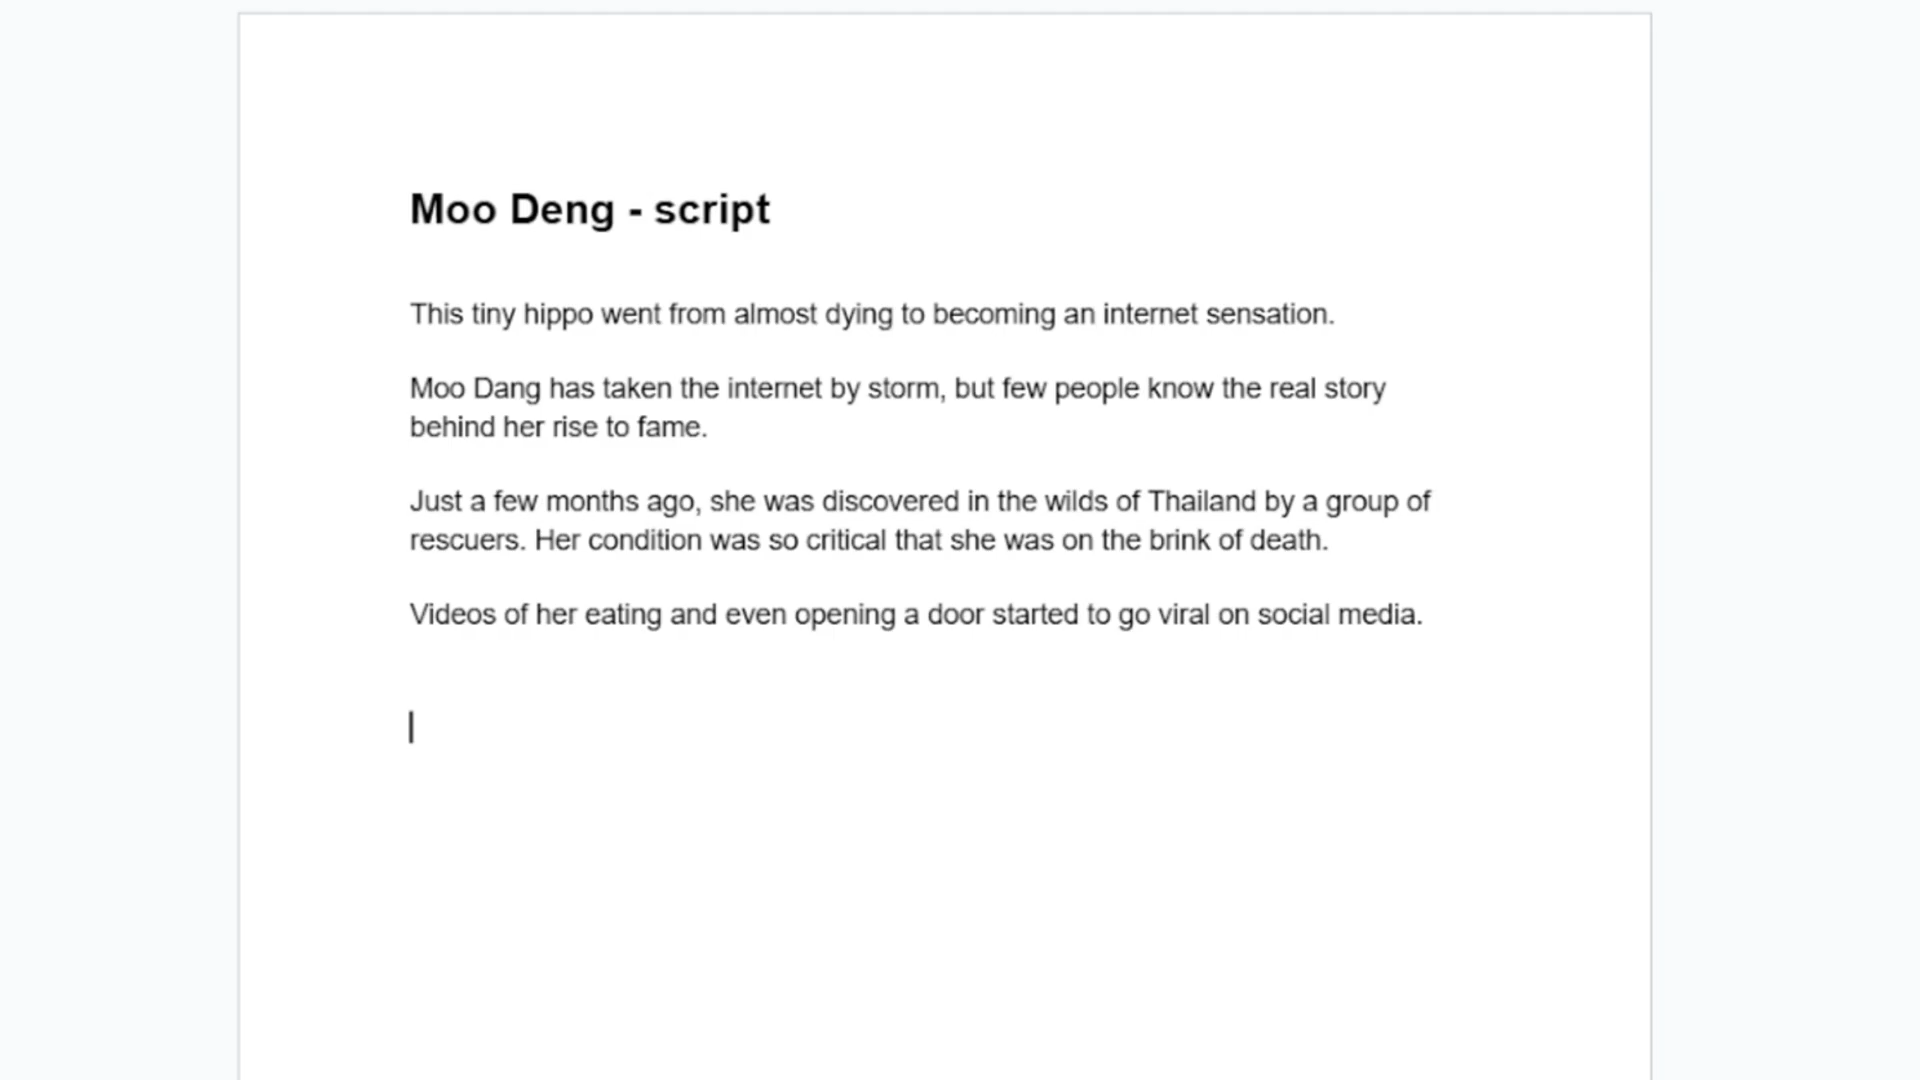 Moo Deng - script
This tiny hippo went from almost dying to becoming an internet sensation.
Moo Dang has taken the internet by storm, but few people know the real story
behind her rise to fame.
Just a few months ago, she was discovered in the wilds of Thailand by a group of
rescuers. Her condition was so critical that she was on the brink of death.
Videos of her eating and even opening a door started to go viral on social media.